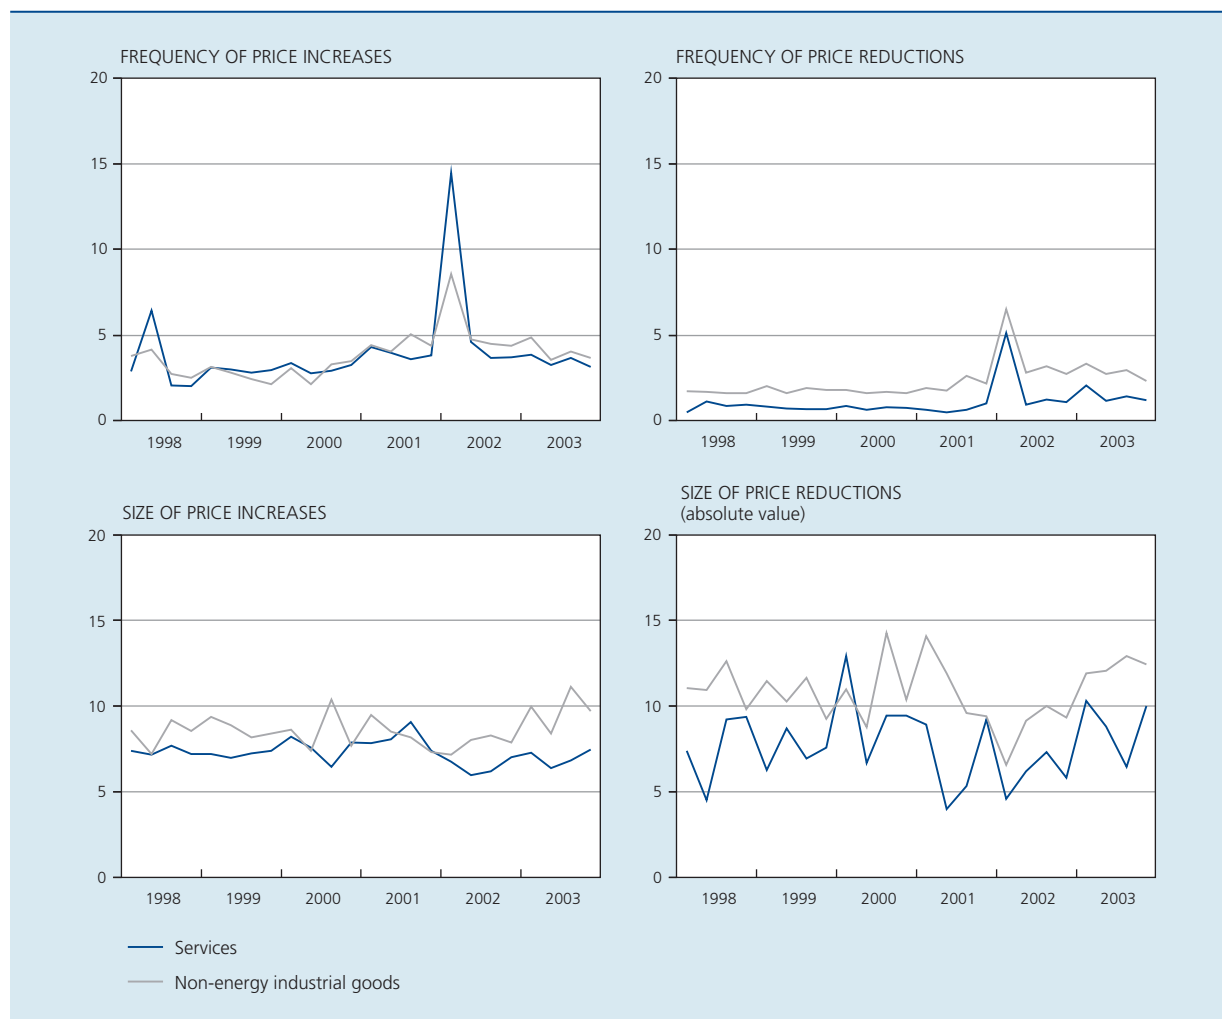 FREQUENCY OF PRICE INCREASES
20
15
10
5
0
1998 1999 2000 2001 2002 2003
FREQUENCY OF PRICE REDUCTIONS
20
15
10
5
0
1998 1999 2000 2001 2002 2003
SIZE OF PRICE INCREASES
20
15
10
5
0
1998 1999 2000 2001 2002 2003
SIZE OF PRICE REDUCTIONS
(absolute value)
20
15
10
5
0
1998 1999 2000 2001 2002 2003
Services
Non-energy industrial goods